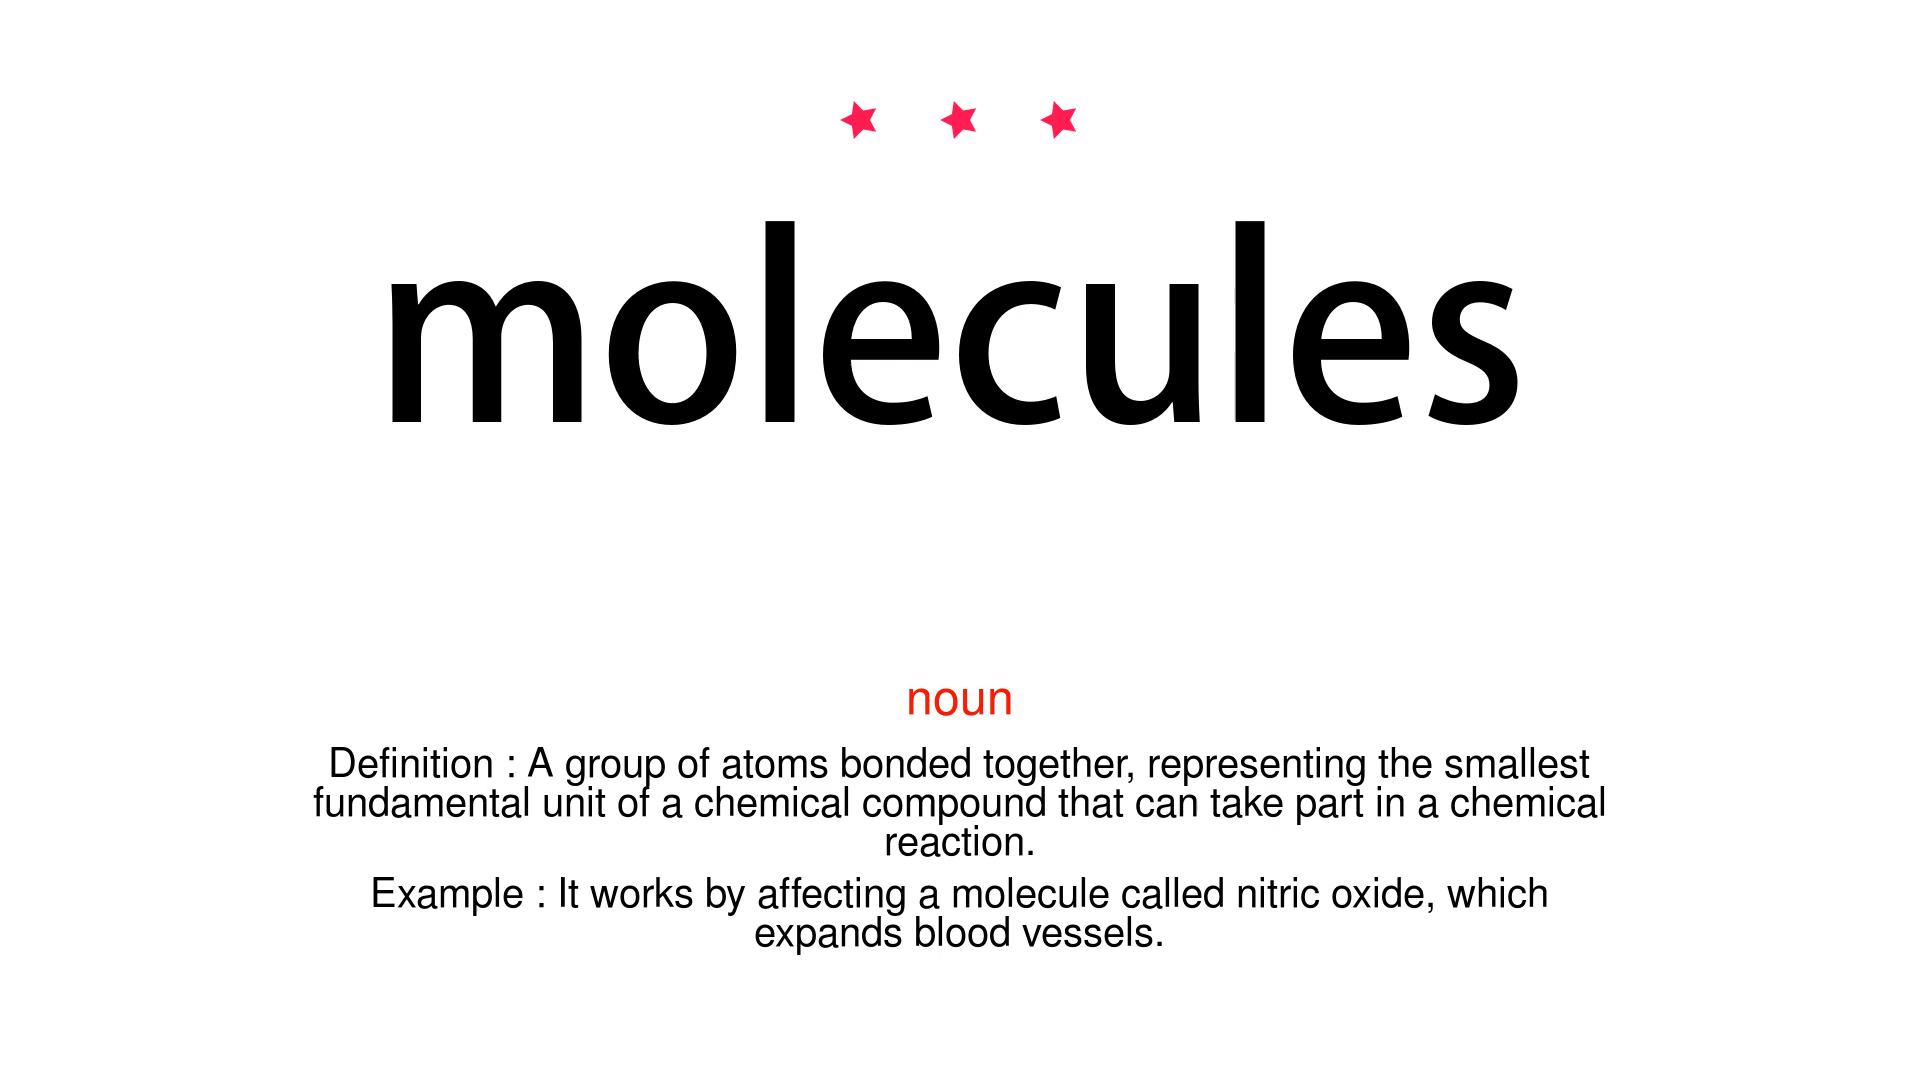 molecules
noun
Definition : A group of atoms bonded together, representing the smallest
fundamental unit of a chemical compound that can take part in a chemical
reaction.
Example : It works by affecting a molecule called nitric oxide, which
expands blood vessels.